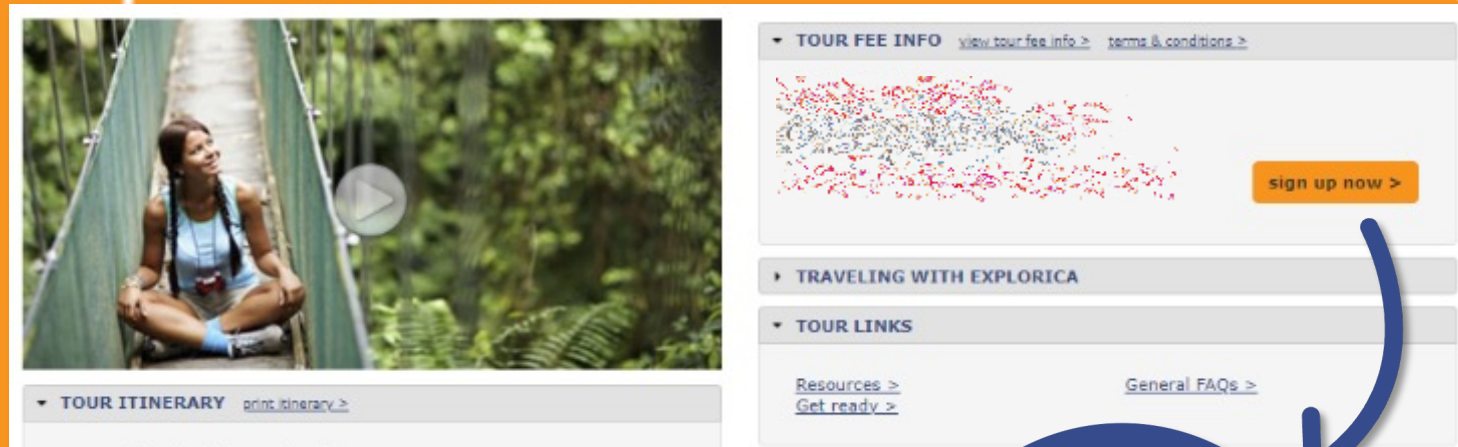 TOUR FEE INFO view tour fee info > terms & conditions >
sign up now >
TRAVELING WITH EXPLORICA
TOUR LINKS
Resources > General FAQs >
Get ready >
TOUR ITINERARY print itinerary >